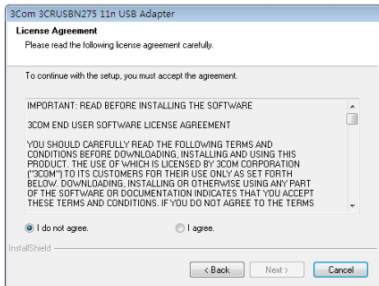 3Com 3CRUSBN275 11n USB Adapter
License Agreement
Please read the following license agreement carefully.
To continue with the setup, you must accept the agreement.
IMPORTANT: READ BEFORE INSTALLING THE SOFTWARE
3COM END USER SOFTWARE LICENSE AGREEMENT
YOU SHOULD CAREFULLY READ THE FOLLOWING TERMS AND
CONDITIONS BEFORE DOWNLOADING, INSTALLING AND USING THIS
PRODUCT. THE USE OF WHICH IS LICENSED BY 3COM CORPORATION
("3COM") TO ITS CUSTOMERS FOR THEIR USE ONLY AS SET FORTH
BELOW. DOWNLOADING, INSTALLING OR OTHERWISE USING ANY PART
OF THE SOFTWARE OR DOCUMENTATION INDICATES THAT YOU ACCEPT
THESE TERMS AND CONDITIONS. IF YOU DO NOT AGREE TO THE TERMS
I do not agree.
I agree.
InstallShield
< Back
Next >
Cancel